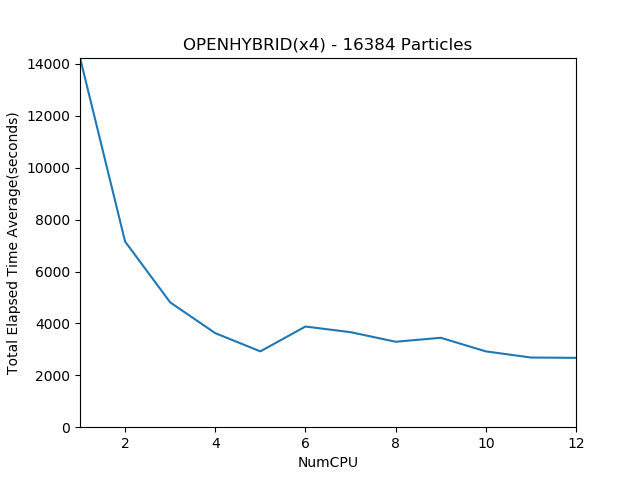 OPENHYBRID(x4) - 16384 Particles
Total Elapsed Time Average(seconds)
14000
12000
10000
8000
6000
4000
2000
0
2 4 6 8 10 12
NumCPU